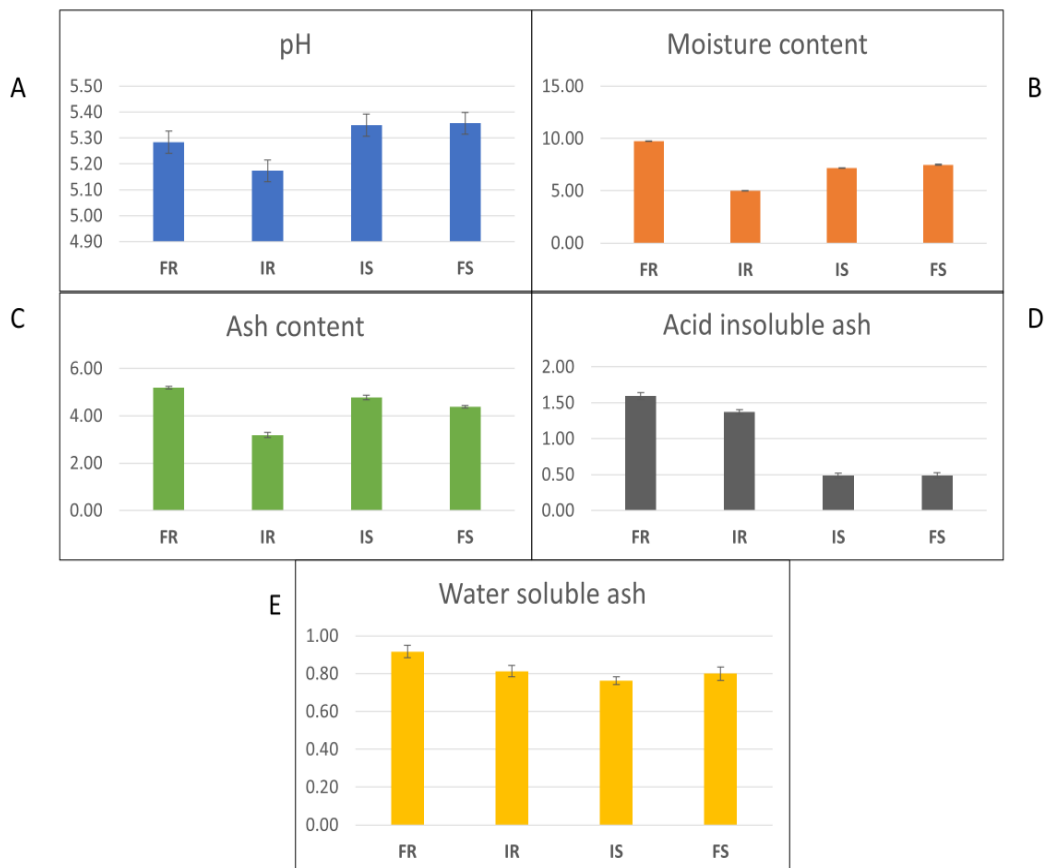 A
pH
5.50
5.40
5.30
5.20
5.10
5.00
4.90
FR IR IS FS
B
Moisture content
15.00
10.00
5.00
0.00
FR IR IS FS
C
Ash content
6.00
4.00
2.00
0.00
FR IR IS FS
D
Acid insoluble ash
2.00
1.50
1.00
0.50
0.00
FR IR IS FS
E
Water soluble ash
1.00
0.80
0.60
0.40
0.20
0.00
FR IR IS FS